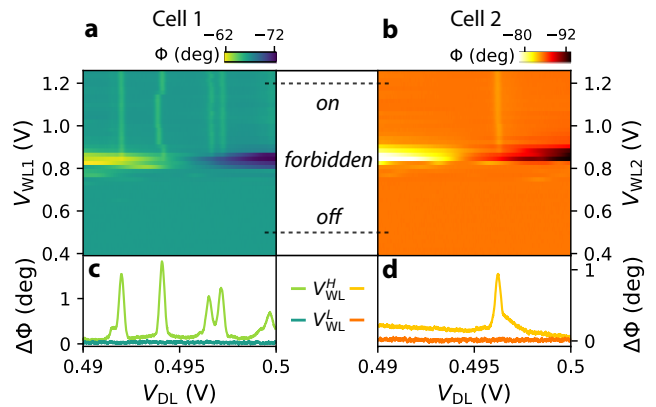 Cell 1
Cell 2
a
−62 −72
Φ (deg)
b
−80 −92
Φ (deg)
V_WL1 (V)
1.2
1.0
0.8
0.6
0.4
on
forbidden
off
1.2
1.0
0.8
0.6
0.4
V_WL2 (V)
c
d
ΔΦ (deg)
1
0
V^H_WL
V^L_WL
1
0
ΔΦ (deg)
0.49 0.495 0.5
0.49 0.495 0.5
V_DL (V)
V_DL (V)